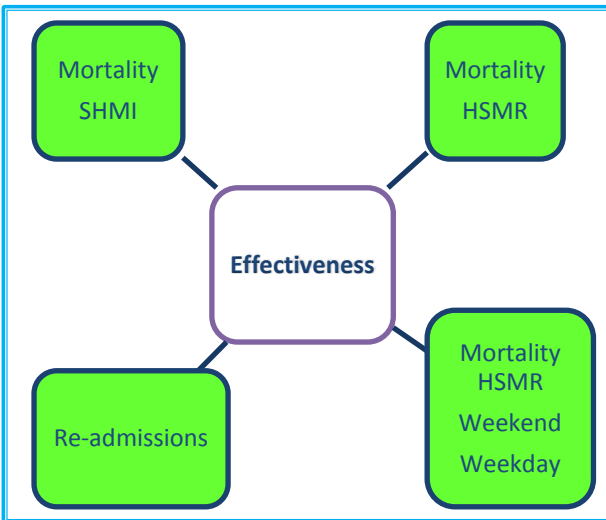 Mortality
SHMI
Mortality
HSMR
Effectiveness
Re-admissions
Mortality
HSMR
Weekend
Weekday